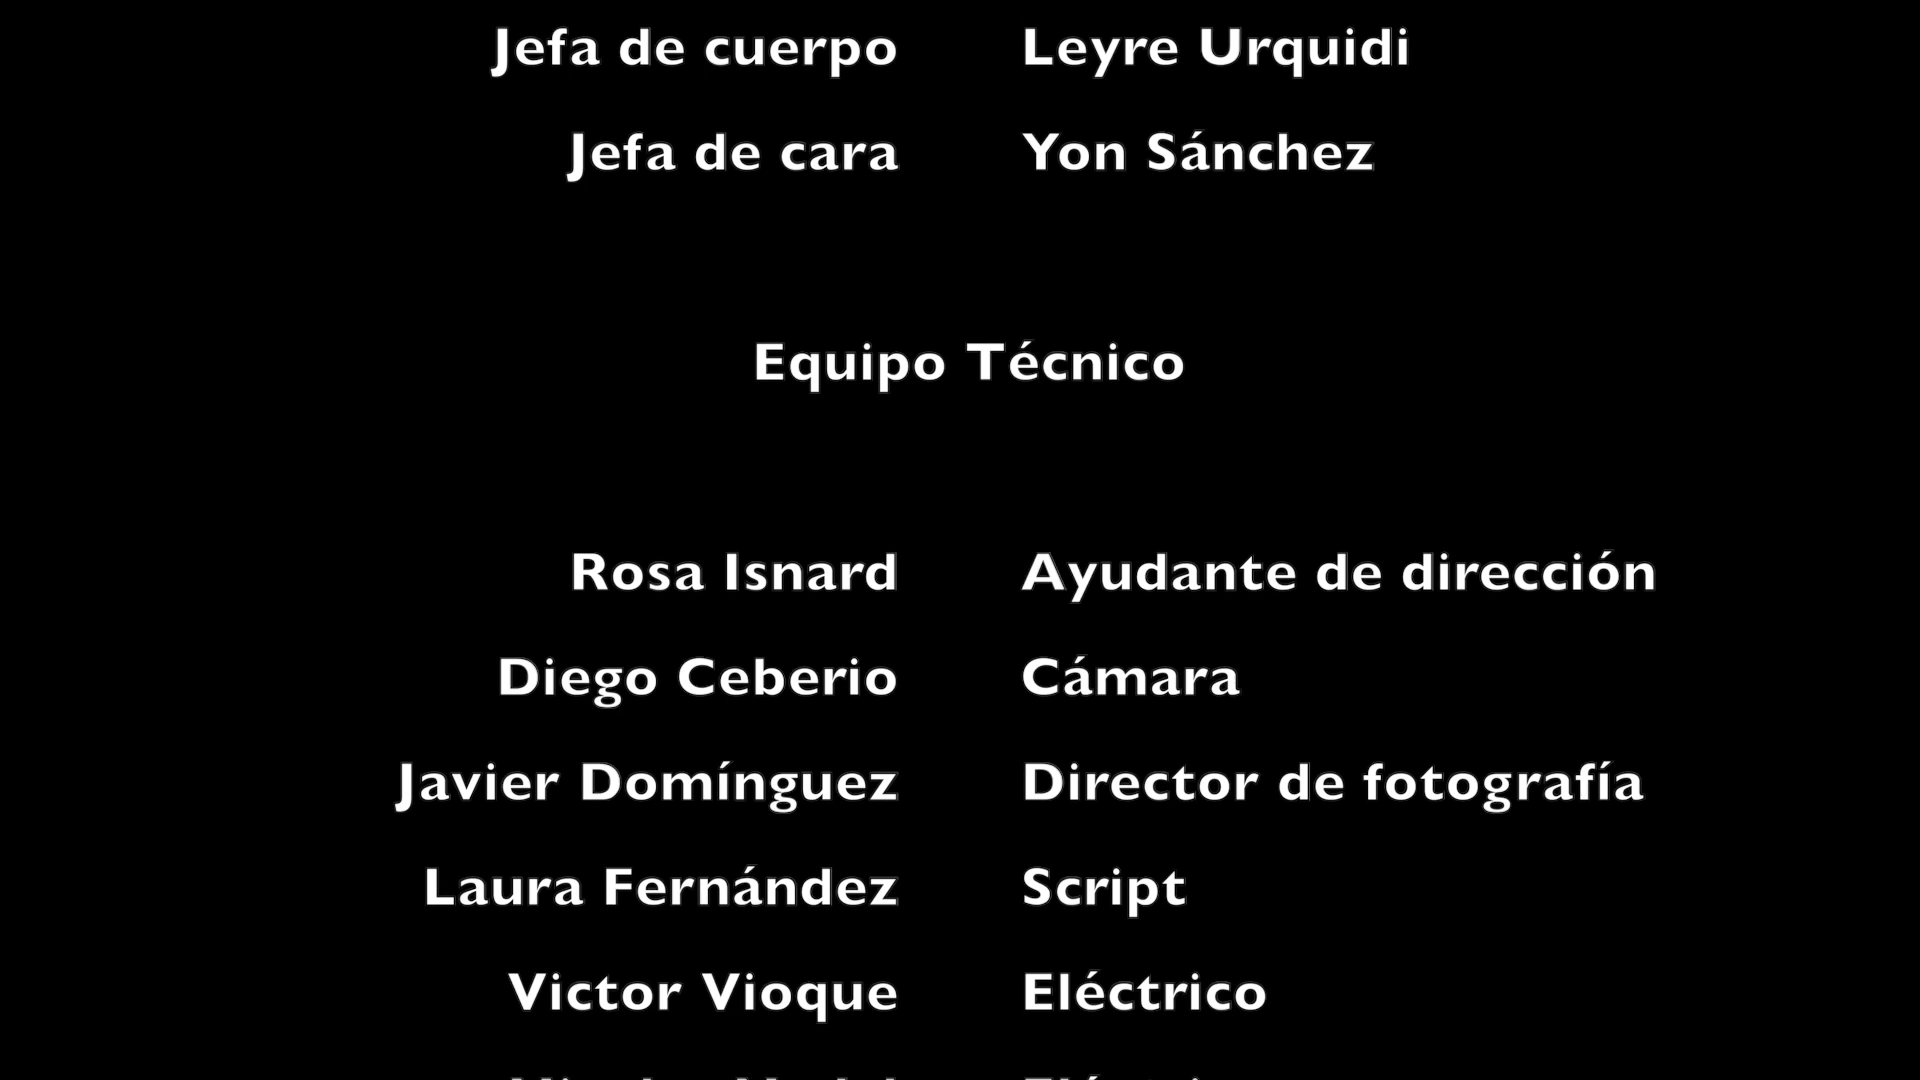 Jefa de cuerpo Leyre Urquidi
Jefa de cara Yon Sánchez
Equipo Técnico
Rosa Isnard Ayudante de dirección
Diego Ceberio Cámara
Javier Domínguez Director de fotografía
Laura Fernández Script
Victor Vioque Eléctrico